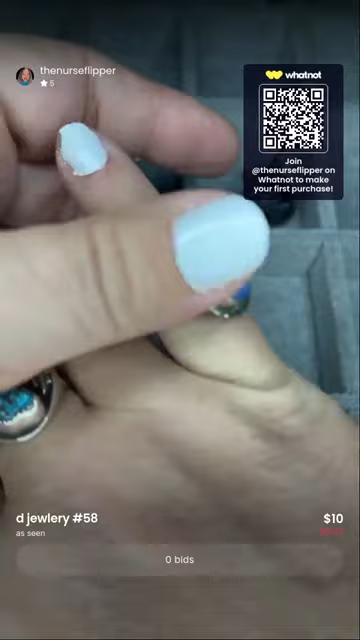 thenurseflipper
5
whatnot
Join
@thenurseflipper on
Whatnot to make
your first purchase!
d jewlery #58
$10
as seen
0 bids